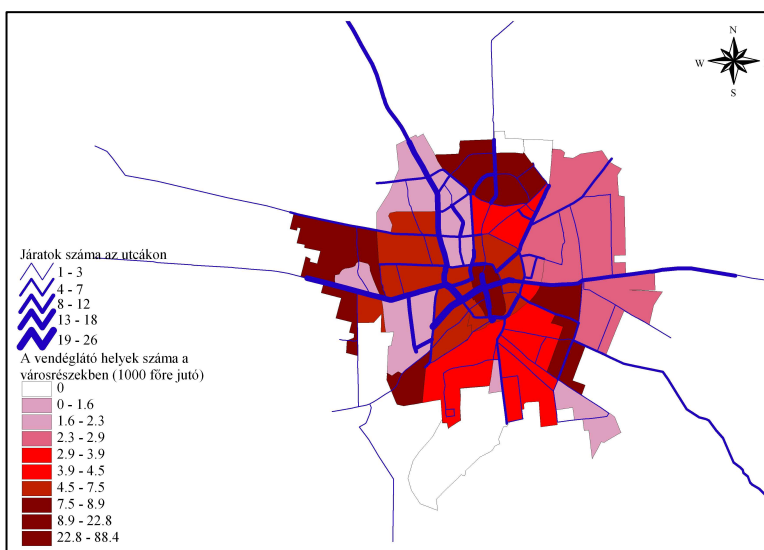 N
W
S
Járatok száma az utcákon
1 - 3
4 - 7
8 - 12
13 - 18
19 - 26
A vendéglátó helyek száma a
városrészekben (1000 főre jutó)
0
0 - 1.6
1.6 - 2.3
2.3 - 2.9
2.9 - 3.9
3.9 - 4.5
4.5 - 7.5
7.5 - 8.9
8.9 - 22.8
22.8 - 88.4